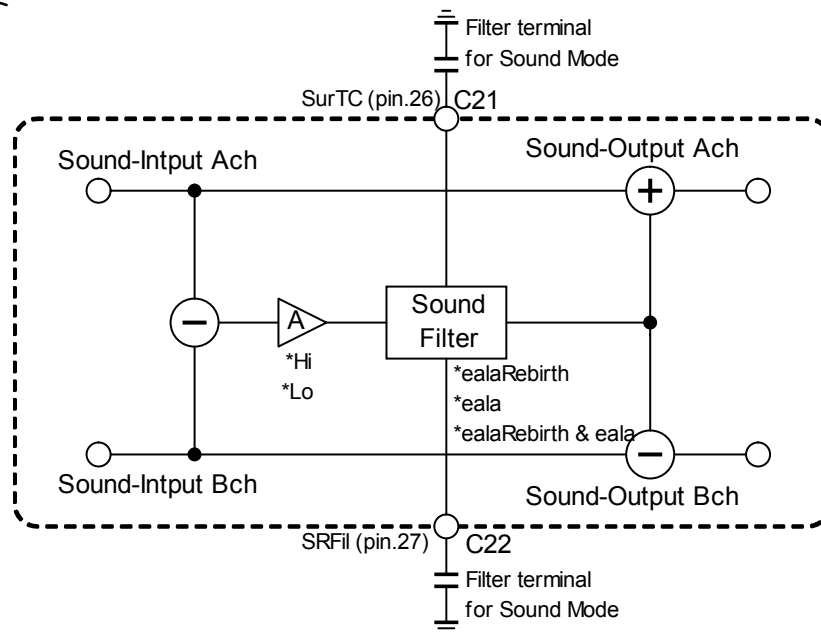 Filter terminal
for Sound Mode
SurTC (pin.26)
C21
Sound-Intput Ach
Sound-Output Ach
+
−
A
*Hi
*Lo
Sound
Filter
*ealaRebirth
*eala
*ealaRebirth & eala
−
Sound-Intput Bch
Sound-Output Bch
SRFil (pin.27)
C22
Filter terminal
for Sound Mode